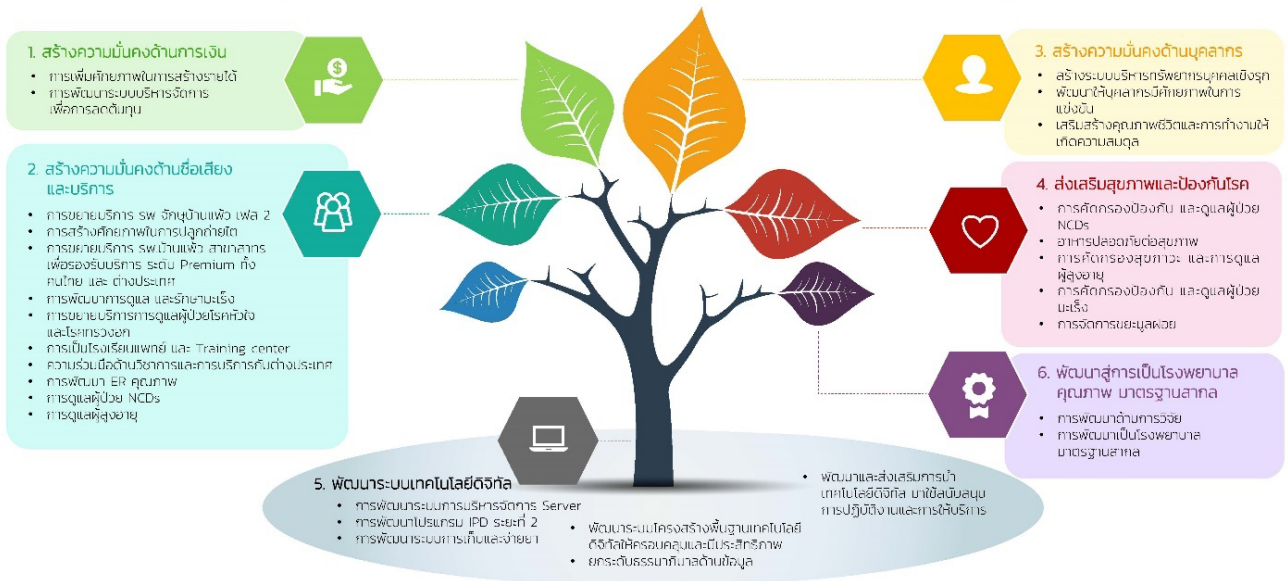 1. สร้างความมั่นคงด้านการเงิน
• การเพิ่มศักยภาพในการสร้างรายได้
• การพัฒนาระบบบริหารจัดการ
เพื่อการลดต้นทุน
2. สร้างความมั่นคงด้านชื่อเสียง
และบริการ
• การขยายบริการ รพ จักษุบ้านแพ้ว เฟส 2
• การสร้างศักยภาพในการปลูกถ่ายไต
• การขยายบริการ รพ.บ้านแพ้ว สาขาสาทร
เพื่อรองรับบริการ ระดับ Premium ทั้ง
คนไทย และ ต่างประเทศ
• การพัฒนาการดูแล และรักษามะเร็ง
• การขยายบริการการดูแลผู้ป่วยโรคหัวใจ
และโรคทรวงอก
• การเป็นโรงเรียนแพทย์ และ Training center
• ความร่วมมือด้านวิชาการและการบริการกับต่างประเทศ
• การพัฒนา ER คุณภาพ
• การดูแลผู้ป่วย NCDs
• การดูแลผู้สูงอายุ
3. สร้างความมั่นคงด้านบุคลากร
• สร้างระบบบริหารทรัพยากรบุคคลเชิงรุก
• พัฒนาให้บุคลากรมีศักยภาพในการ
แข่งขัน
• เสริมสร้างคุณภาพชีวิตและการทำงานให้
เกิดความสมดุล
4. ส่งเสริมสุขภาพและป้องกันโรค
• การคัดกรองป้องกัน และดูแลผู้ป่วย
NCDs
• อาหารปลอดภัยต่อสุขภาพ
• การคัดกรองสุขภาวะ และการดูแล
ผู้สูงอายุ
• การคัดกรองป้องกัน และดูแลผู้ป่วย
มะเร็ง
• การจัดการขยะมูลฝอย
6. พัฒนาสู่การเป็นโรงพยาบาล
คุณภาพ มาตรฐานสากล
• การพัฒนาด้านการวิจัย
• การพัฒนาเป็นโรงพยาบาล
มาตรฐานสากล
5. พัฒนาระบบเทคโนโลยีดิจิทัล
• การพัฒนาระบบการบริหารจัดการ Server
• การพัฒนาโปรแกรม IPD ระยะที่ 2
• การพัฒนาระบบการเก็บและจ่ายยา
• พัฒนาระบบโครงสร้างพื้นฐานเทคโนโลยี
ดิจิทัลให้ครอบคลุมและมีประสิทธิภาพ
• ยกระดับธรรมาภิบาลด้านข้อมูล
• พัฒนาและส่งเสริมการนำ
เทคโนโลยีดิจิทัล มาใช้สนับสนุน
การปฏิบัติงานและการให้บริการ